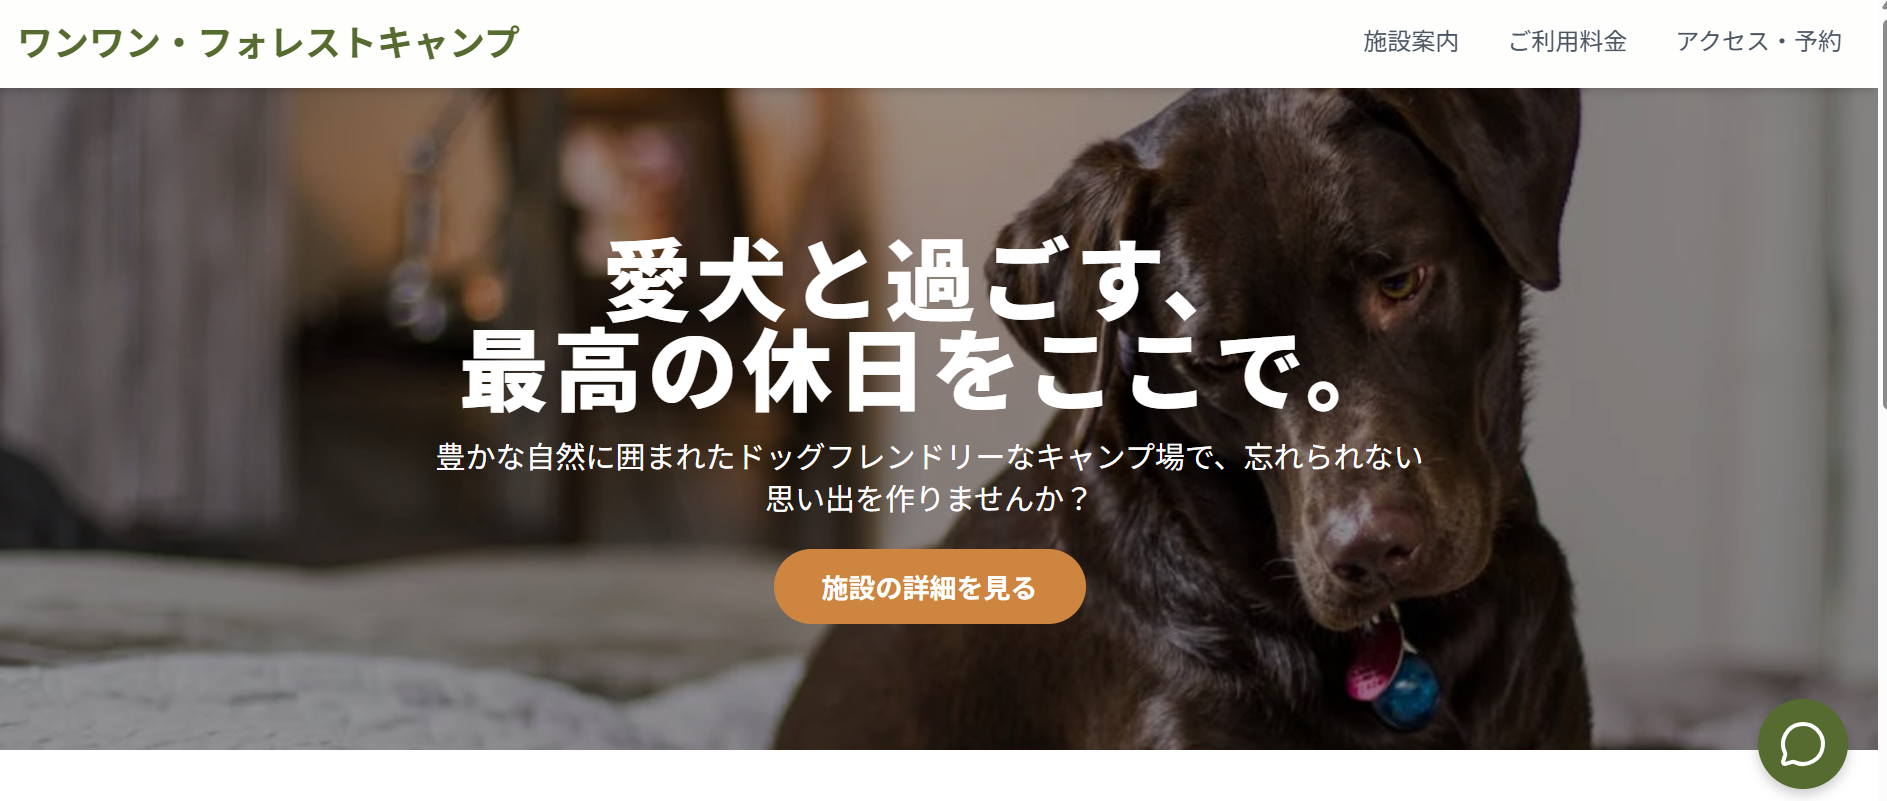 ワンワン・フォレストキャンプ
施設案内
ご利用料金
アクセス・予約
愛犬と過ごす、
最高の休日をここで。
豊かな自然に囲まれたドッグフレンドリーなキャンプ場で、忘れられない
思い出を作りませんか？
施設の詳細を見る